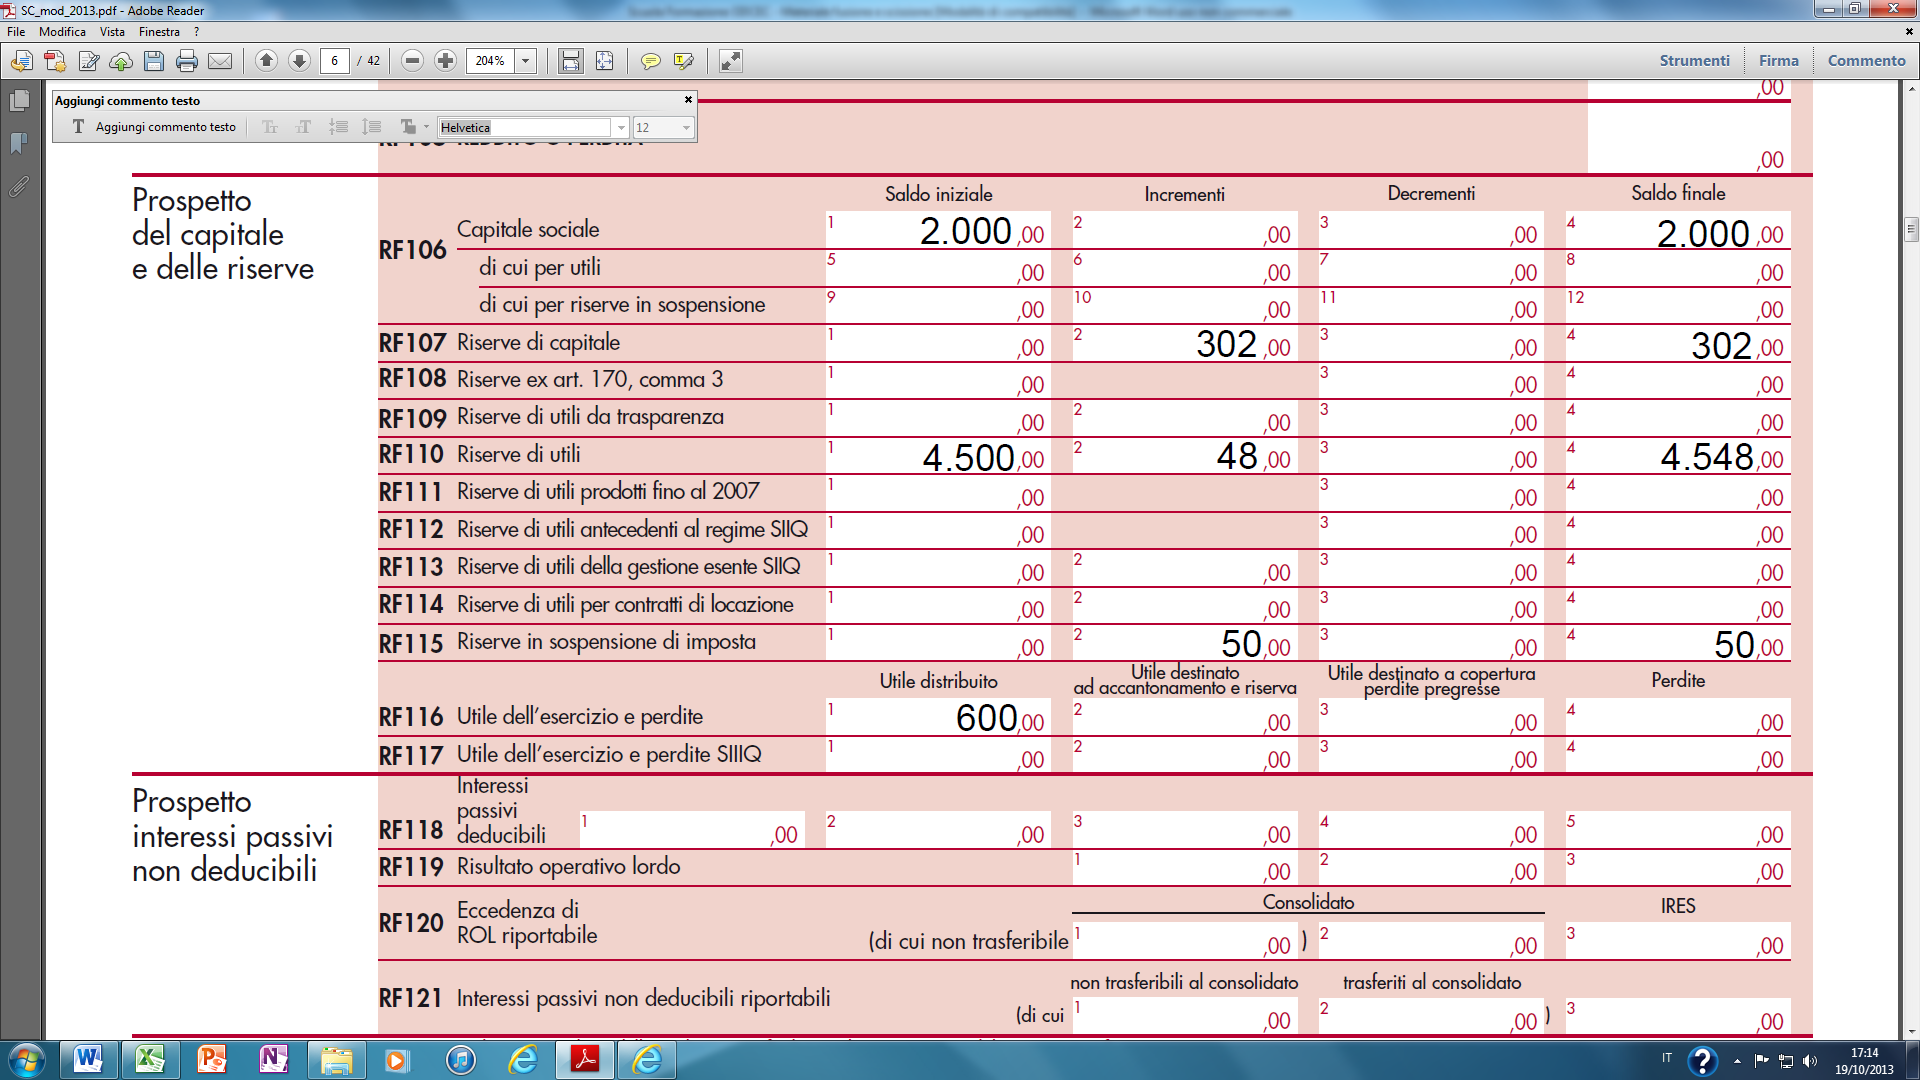 SC_mod_2013.pdf - Adobe Reader
File Modifica Vista Finestra ?
6 / 42 204% Strumenti Firma Commento
,00
Aggiungi commento testo
T Aggiungi commento testo Helvetica 12
,00
Prospetto
del capitale
e delle riserve
Saldo iniziale Incrementi Decrementi Saldo finale
RF106 Capitale sociale 1 2.000 ,00 2 ,00 3 ,00 4 2.000 ,00
di cui per utili 5 ,00 6 ,00 7 ,00 8 ,00
di cui per riserve in sospensione 9 ,00 10 ,00 11 ,00 12 ,00
RF107 Riserve di capitale 1 ,00 2 302 ,00 3 ,00 4 302 ,00
RF108 Riserve ex art. 170, comma 3 1 ,00 3 ,00 4 ,00
RF109 Riserve di utili da trasparenza 1 ,00 2 ,00 3 ,00 4 ,00
RF110 Riserve di utili 1 4.500 ,00 2 48 ,00 3 ,00 4 4.548 ,00
RF111 Riserve di utili prodotti fino al 2007 1 ,00 3 ,00 4 ,00
RF112 Riserve di utili antecedenti al regime SIIQ 1 ,00 3 ,00 4 ,00
RF113 Riserve di utili della gestione esente SIIQ 1 ,00 2 ,00 3 ,00 4 ,00
RF114 Riserve di utili per contratti di locazione 1 ,00 2 ,00 3 ,00 4 ,00
RF115 Riserve in sospensione di imposta 1 ,00 2 50 ,00 3 ,00 4 50 ,00
Utile distribuito Utile destinato ad accantonamento e riserva Utile destinato a copertura perdite pregresse Perdite
RF116 Utile dell'esercizio e perdite 1 600 ,00 2 ,00 3 ,00 4 ,00
RF117 Utile dell'esercizio e perdite SIIIQ 1 ,00 2 ,00 3 ,00 4 ,00
Prospetto
interessi passivi
non deducibili
RF118 Interessi passivi deducibili 1 ,00 2 ,00 3 ,00 4 ,00 5 ,00
RF119 Risultato operativo lordo 1 ,00 2 ,00 3 ,00
Consolidato IRES
RF120 Eccedenza di ROL riportabile (di cui non trasferibile 1 ,00 ) 2 ,00 3 ,00
non trasferibili al consolidato trasferiti al consolidato
RF121 Interessi passivi non deducibili riportabili (di cui 1 ,00 2 ,00 ) 3 ,00
IT 17:14
19/10/2013